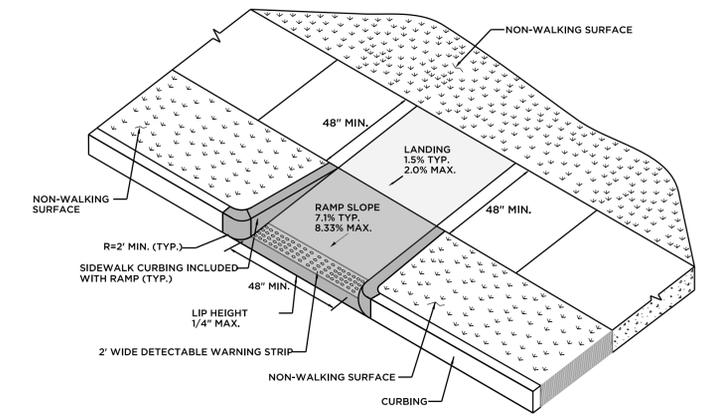 NON-WALKING SURFACE
48" MIN.
LANDING
1.5% TYP.
2.0% MAX.
NON-WALKING
SURFACE
RAMP SLOPE
7.1% TYP.
8.33% MAX.
48" MIN.
R=2' MIN. (TYP.)
SIDEWALK CURBING INCLUDED
WITH RAMP (TYP.)
48" MIN.
LIP HEIGHT
1/4" MAX.
2' WIDE DETECTABLE WARNING STRIP
NON-WALKING SURFACE
CURBING